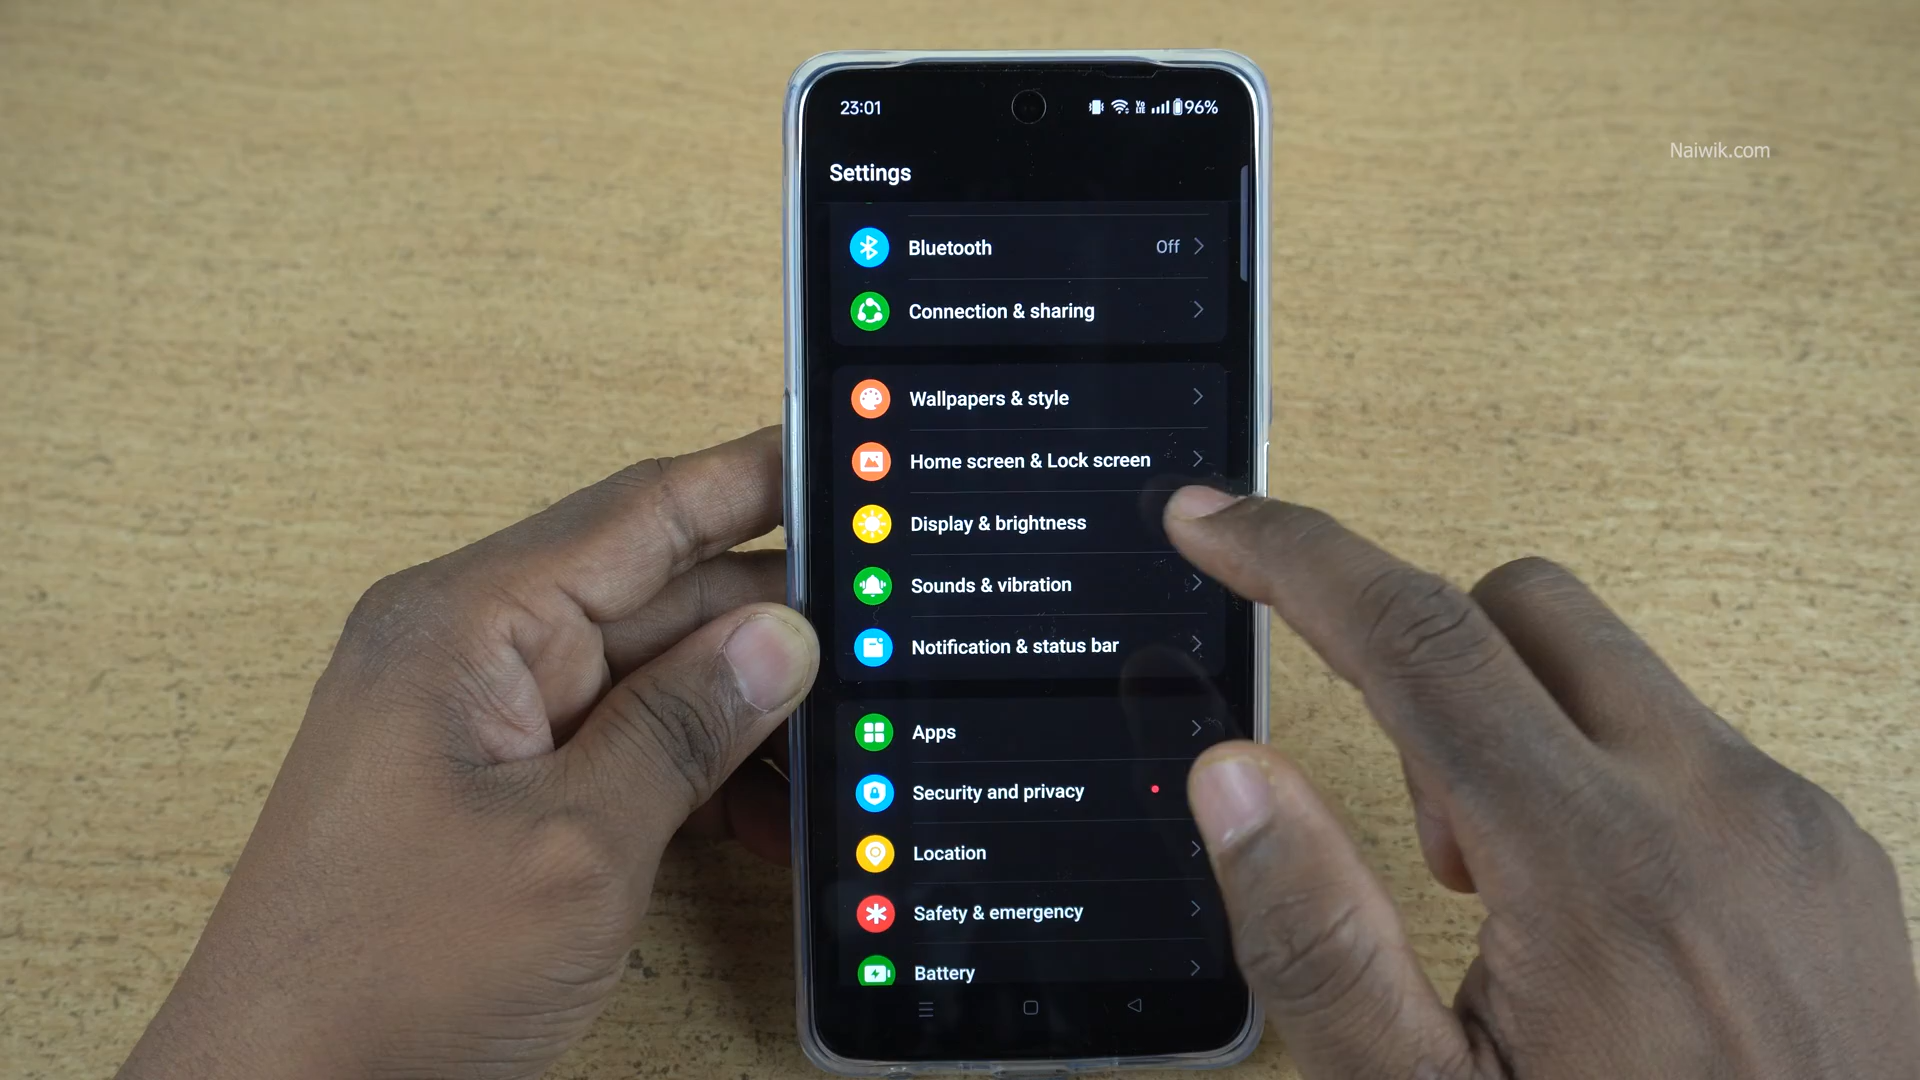 23:01
96%
Naiwik.com
Settings
Bluetooth
Off
Connection & sharing
Wallpapers & style
Home screen & Lock screen
Display & brightness
Sounds & vibration
Notification & status bar
Apps
Security and privacy
Location
Safety & emergency
Battery